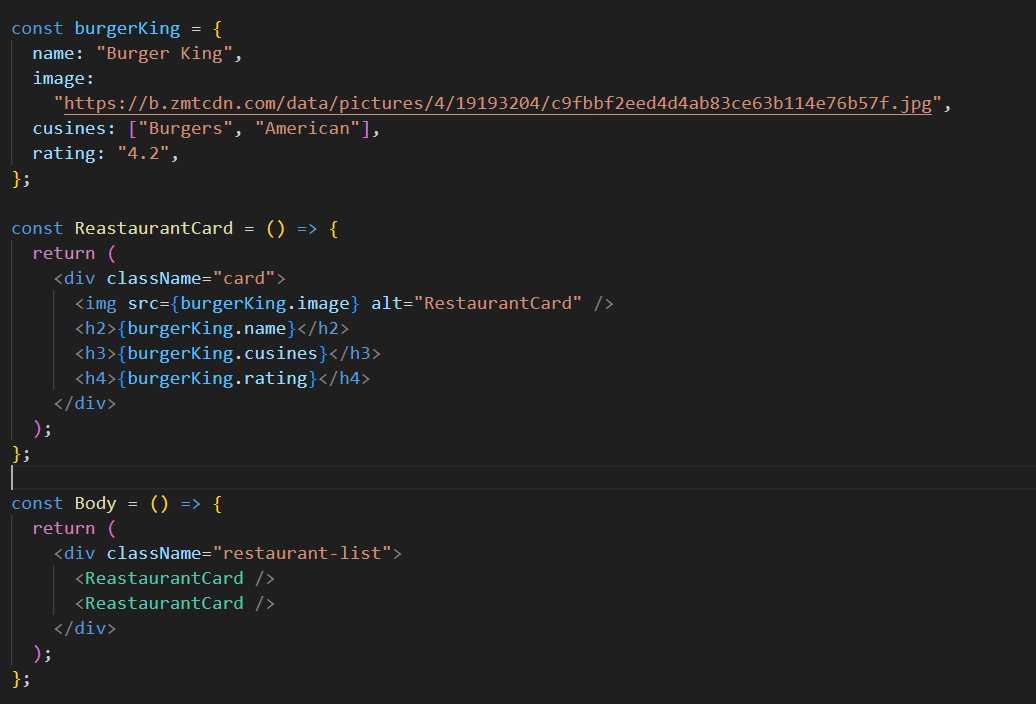 const burgerKing = {
  name: "Burger King",
  image:
    "https://b.zmtcdn.com/data/pictures/4/19193204/c9fbbf2eed4d4ab83ce63b114e76b57f.jpg",
  cusines: ["Burgers", "American"],
  rating: "4.2",
};

const ReastaurantCard = () => {
  return (
    <div className="card">
      <img src={burgerKing.image} alt="RestaurantCard" />
      <h2>{burgerKing.name}</h2>
      <h3>{burgerKing.cusines}</h3>
      <h4>{burgerKing.rating}</h4>
    </div>
  );
};

const Body = () => {
  return (
    <div className="restaurant-list">
      <ReastaurantCard />
      <ReastaurantCard />
    </div>
  );
};